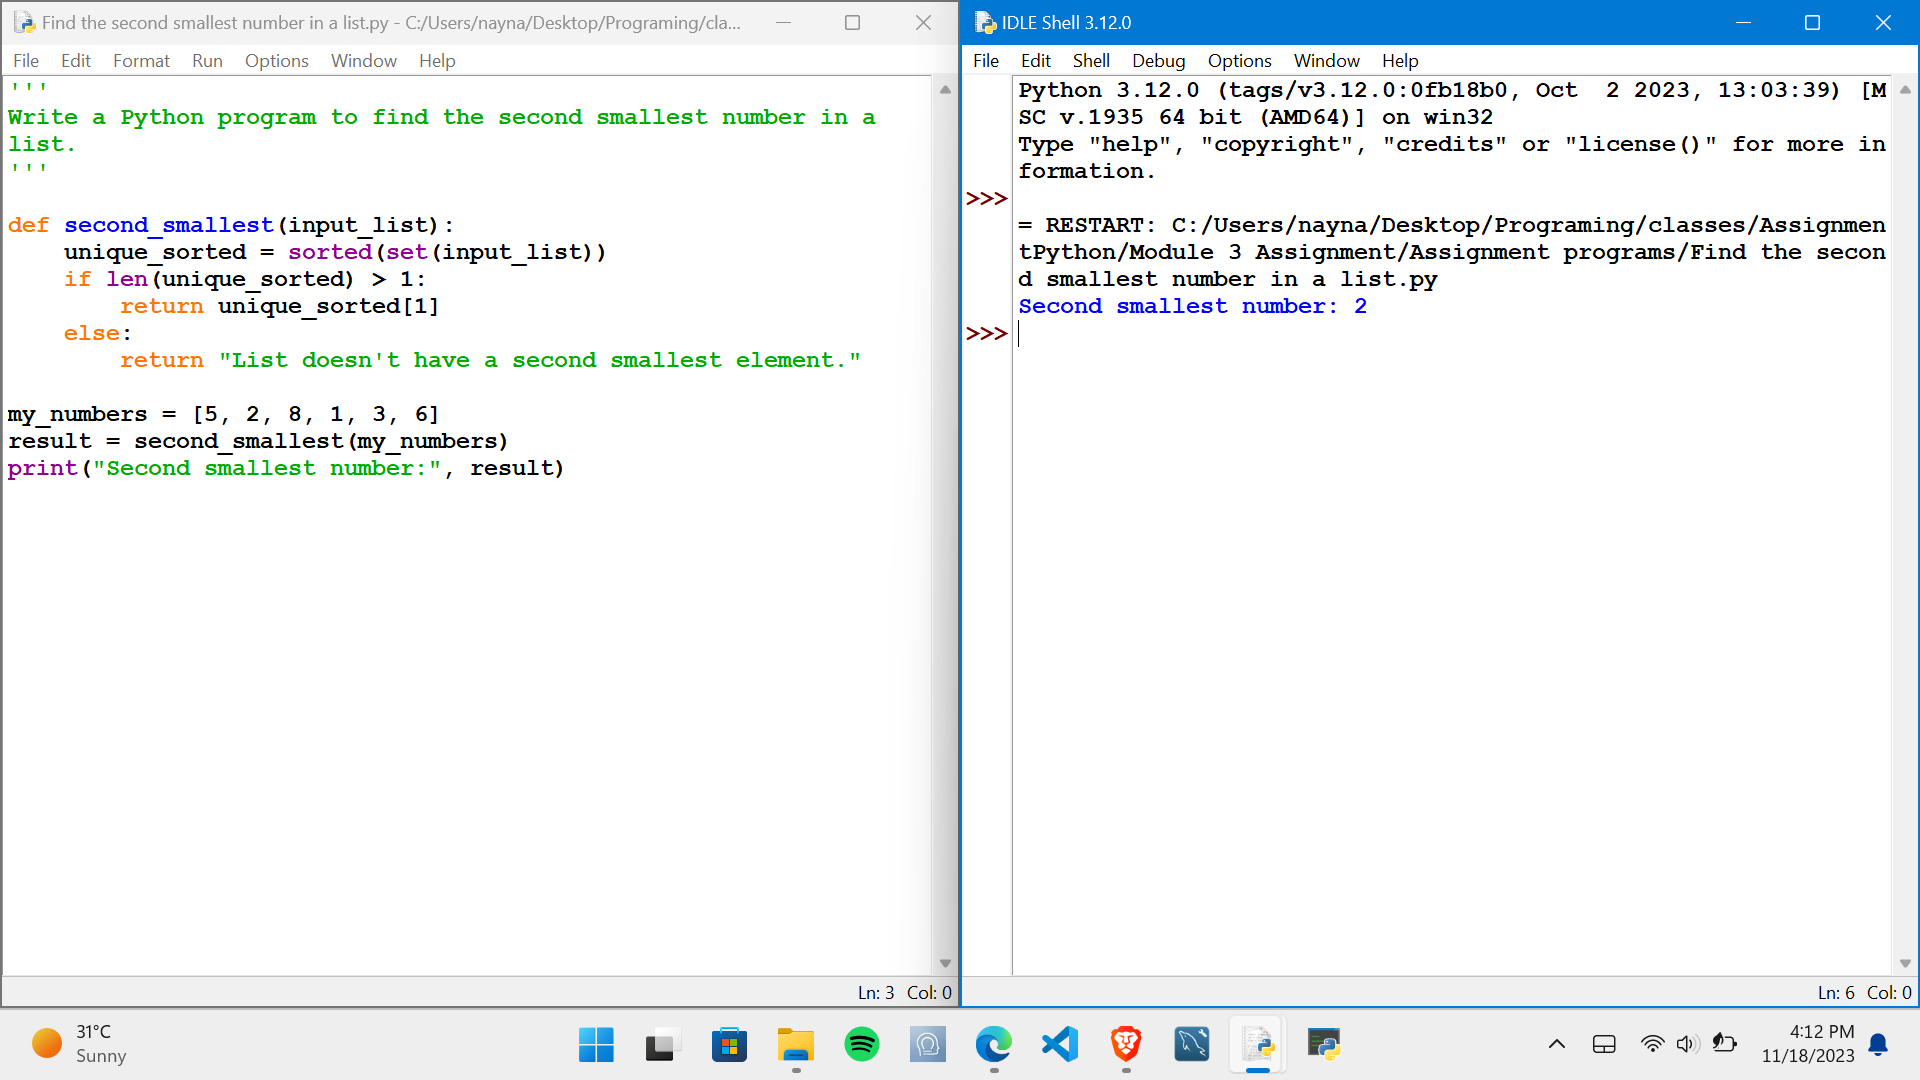 Find the second smallest number in a list.py - C:/Users/nayna/Desktop/Programing/cla...
File Edit Format Run Options Window Help
'''
Write a Python program to find the second smallest number in a
list.
'''
def second_smallest(input_list):
    unique_sorted = sorted(set(input_list))
    if len(unique_sorted) > 1:
        return unique_sorted[1]
    else:
        return "List doesn't have a second smallest element."
my_numbers = [5, 2, 8, 1, 3, 6]
result = second_smallest(my_numbers)
print("Second smallest number:", result)
Ln: 3 Col: 0
IDLE Shell 3.12.0
File Edit Shell Debug Options Window Help
Python 3.12.0 (tags/v3.12.0:0fb18b0, Oct  2 2023, 13:03:39) [M
SC v.1935 64 bit (AMD64)] on win32
Type "help", "copyright", "credits" or "license()" for more in
formation.
>>>
= RESTART: C:/Users/nayna/Desktop/Programing/classes/Assignmen
tPython/Module 3 Assignment/Assignment programs/Find the secon
d smallest number in a list.py
Second smallest number: 2
>>>
Ln: 6 Col: 0
31°C
Sunny
4:12 PM
11/18/2023